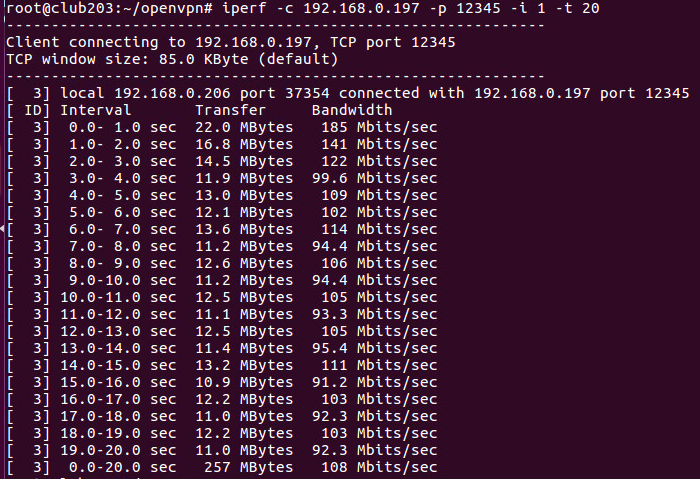 root@club203:~/openvpn# iperf -c 192.168.0.197 -p 12345 -i 1 -t 20
------------------------------------------------------------
Client connecting to 192.168.0.197, TCP port 12345
TCP window size: 85.0 KByte (default)
------------------------------------------------------------
[  3] local 192.168.0.206 port 37354 connected with 192.168.0.197 port 12345
[ ID] Interval       Transfer     Bandwidth
[  3]  0.0- 1.0 sec  22.0 MBytes   185 Mbits/sec
[  3]  1.0- 2.0 sec  16.8 MBytes   141 Mbits/sec
[  3]  2.0- 3.0 sec  14.5 MBytes   122 Mbits/sec
[  3]  3.0- 4.0 sec  11.9 MBytes  99.6 Mbits/sec
[  3]  4.0- 5.0 sec  13.0 MBytes   109 Mbits/sec
[  3]  5.0- 6.0 sec  12.1 MBytes   102 Mbits/sec
[  3]  6.0- 7.0 sec  13.6 MBytes   114 Mbits/sec
[  3]  7.0- 8.0 sec  11.2 MBytes  94.4 Mbits/sec
[  3]  8.0- 9.0 sec  12.6 MBytes   106 Mbits/sec
[  3]  9.0-10.0 sec  11.2 MBytes  94.4 Mbits/sec
[  3] 10.0-11.0 sec  12.5 MBytes   105 Mbits/sec
[  3] 11.0-12.0 sec  11.1 MBytes  93.3 Mbits/sec
[  3] 12.0-13.0 sec  12.5 MBytes   105 Mbits/sec
[  3] 13.0-14.0 sec  11.4 MBytes  95.4 Mbits/sec
[  3] 14.0-15.0 sec  13.2 MBytes   111 Mbits/sec
[  3] 15.0-16.0 sec  10.9 MBytes  91.2 Mbits/sec
[  3] 16.0-17.0 sec  12.2 MBytes   103 Mbits/sec
[  3] 17.0-18.0 sec  11.0 MBytes  92.3 Mbits/sec
[  3] 18.0-19.0 sec  12.2 MBytes   103 Mbits/sec
[  3] 19.0-20.0 sec  11.0 MBytes  92.3 Mbits/sec
[  3]  0.0-20.0 sec   257 MBytes   108 Mbits/sec